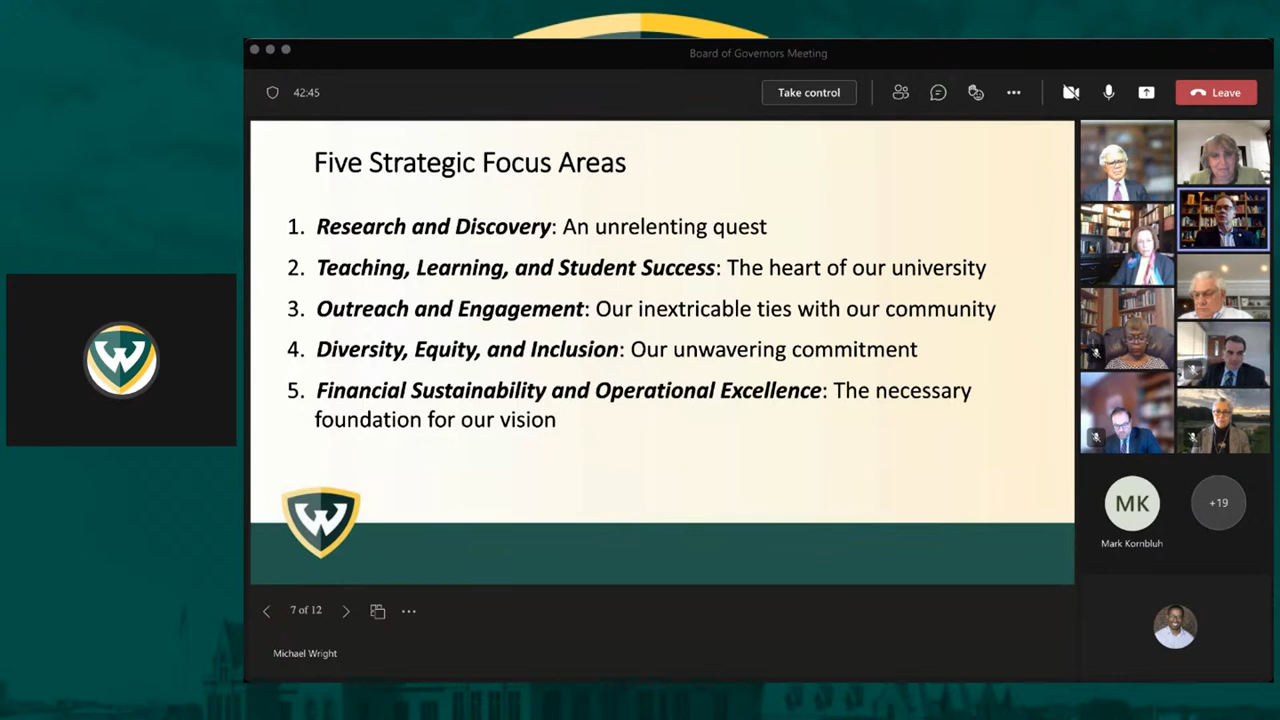 Board of Governors Meeting
42:45
Take control
Leave
Five Strategic Focus Areas
1. Research and Discovery: An unrelenting quest
2. Teaching, Learning, and Student Success: The heart of our university
3. Outreach and Engagement: Our inextricable ties with our community
4. Diversity, Equity, and Inclusion: Our unwavering commitment
5. Financial Sustainability and Operational Excellence: The necessary
foundation for our vision
W
W
MK
+19
Mark Kornbluh
7 of 12
Michael Wright